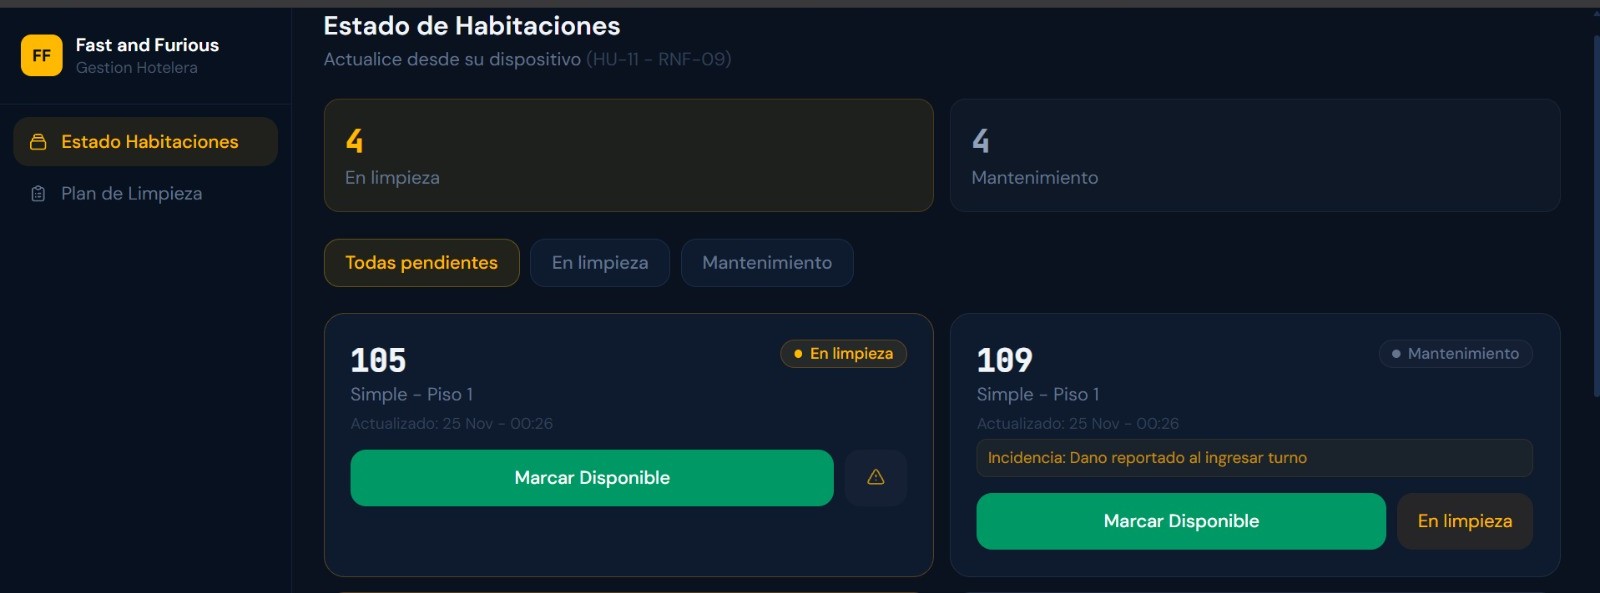 FF
Fast and Furious
Gestion Hotelera
Estado Habitaciones
Plan de Limpieza
Estado de Habitaciones
Actualice desde su dispositivo (HU-11 - RNF-09)
4
En limpieza
4
Mantenimiento
Todas pendientes
En limpieza
Mantenimiento
105
En limpieza
Simple - Piso 1
Actualizado: 25 Nov - 00:26
Marcar Disponible
109
Mantenimiento
Simple - Piso 1
Actualizado: 25 Nov - 00:26
Incidencia: Dano reportado al ingresar turno
Marcar Disponible
En limpieza